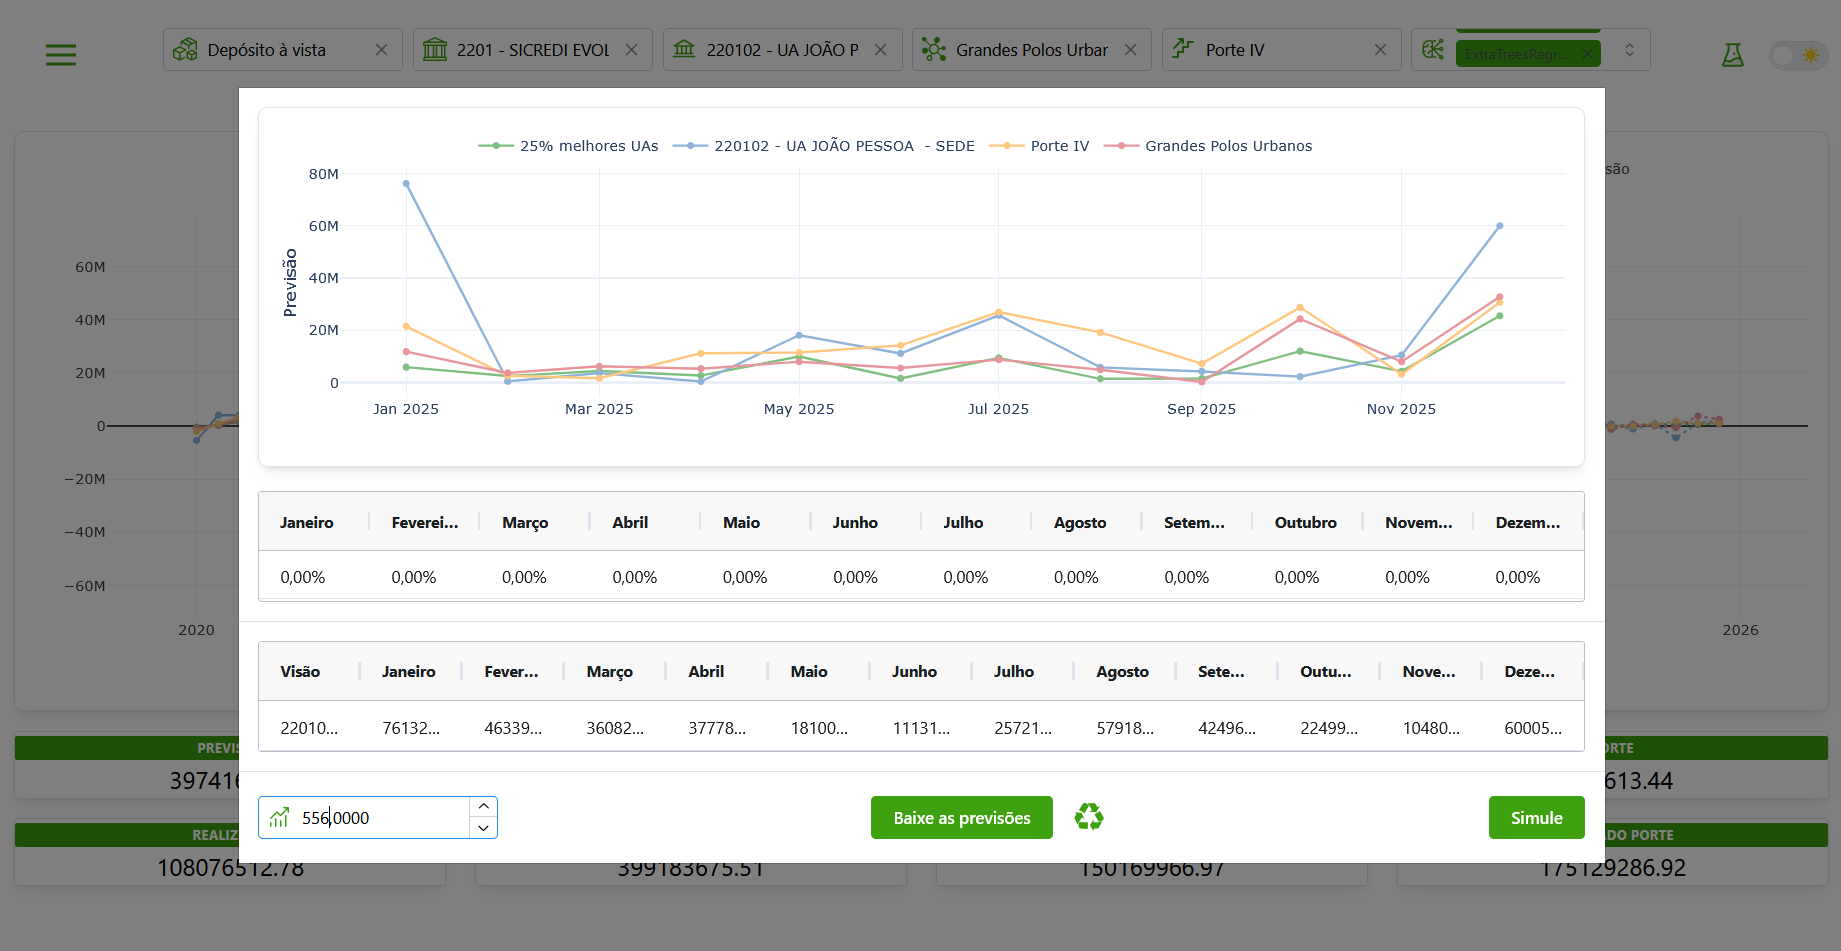 Depósito à vista
2201 - SICREDI EVOL
220102 - UA JOÃO P
Grandes Polos Urbar
Porte IV
ExtraTreesRegr...
25% melhores UAs
220102 - UA JOÃO PESSOA - SEDE
Porte IV
Grandes Polos Urbanos
são
80M
60M
40M
20M
0
Previsão
Jan 2025
Mar 2025
May 2025
Jul 2025
Sep 2025
Nov 2025
60M
40M
20M
0
−20M
−40M
−60M
2020
2026
Janeiro Feverei... Março Abril Maio Junho Julho Agosto Setem... Outubro Novem... Dezem...
0,00% 0,00% 0,00% 0,00% 0,00% 0,00% 0,00% 0,00% 0,00% 0,00% 0,00% 0,00%
Visão Janeiro Fever... Março Abril Maio Junho Julho Agosto Sete... Outu... Nove... Deze...
22010... 76132... 46339... 36082... 37778... 18100... 11131... 25721... 57918... 42496... 22499... 10480... 60005...
PREVIS
397416
ORTE
613.44
556,0000
Baixe as previsões
Simule
REALIZ
DO PORTE
108076512.78
399183675.51
150169966.97
175129286.92